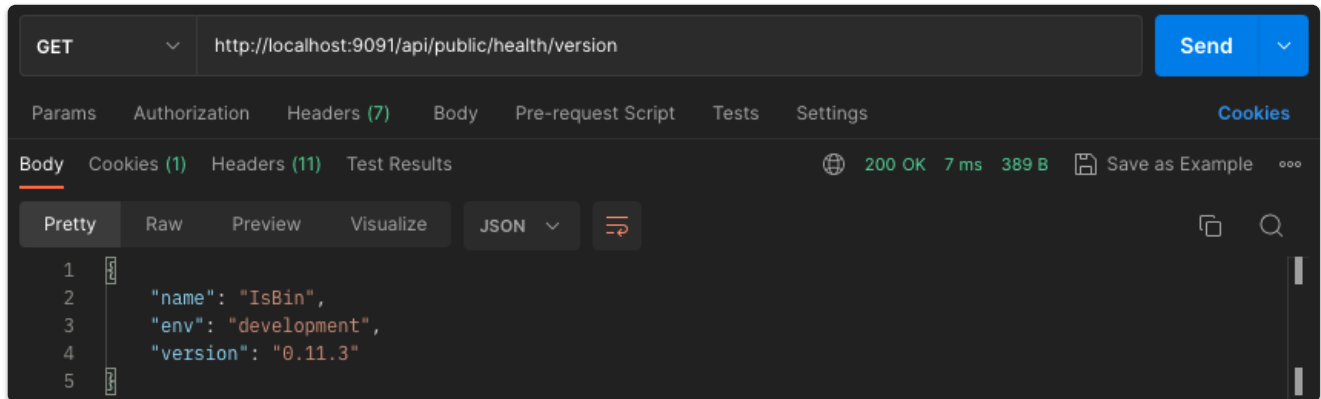 GET http://localhost:9091/api/public/health/version Send
Params Authorization Headers (7) Body Pre-request Script Tests Settings Cookies
Body Cookies (1) Headers (11) Test Results 200 OK 7 ms 389 B Save as Example
Pretty Raw Preview Visualize JSON
1 {
2 "name": "IsBin",
3 "env": "development",
4 "version": "0.11.3"
5 }